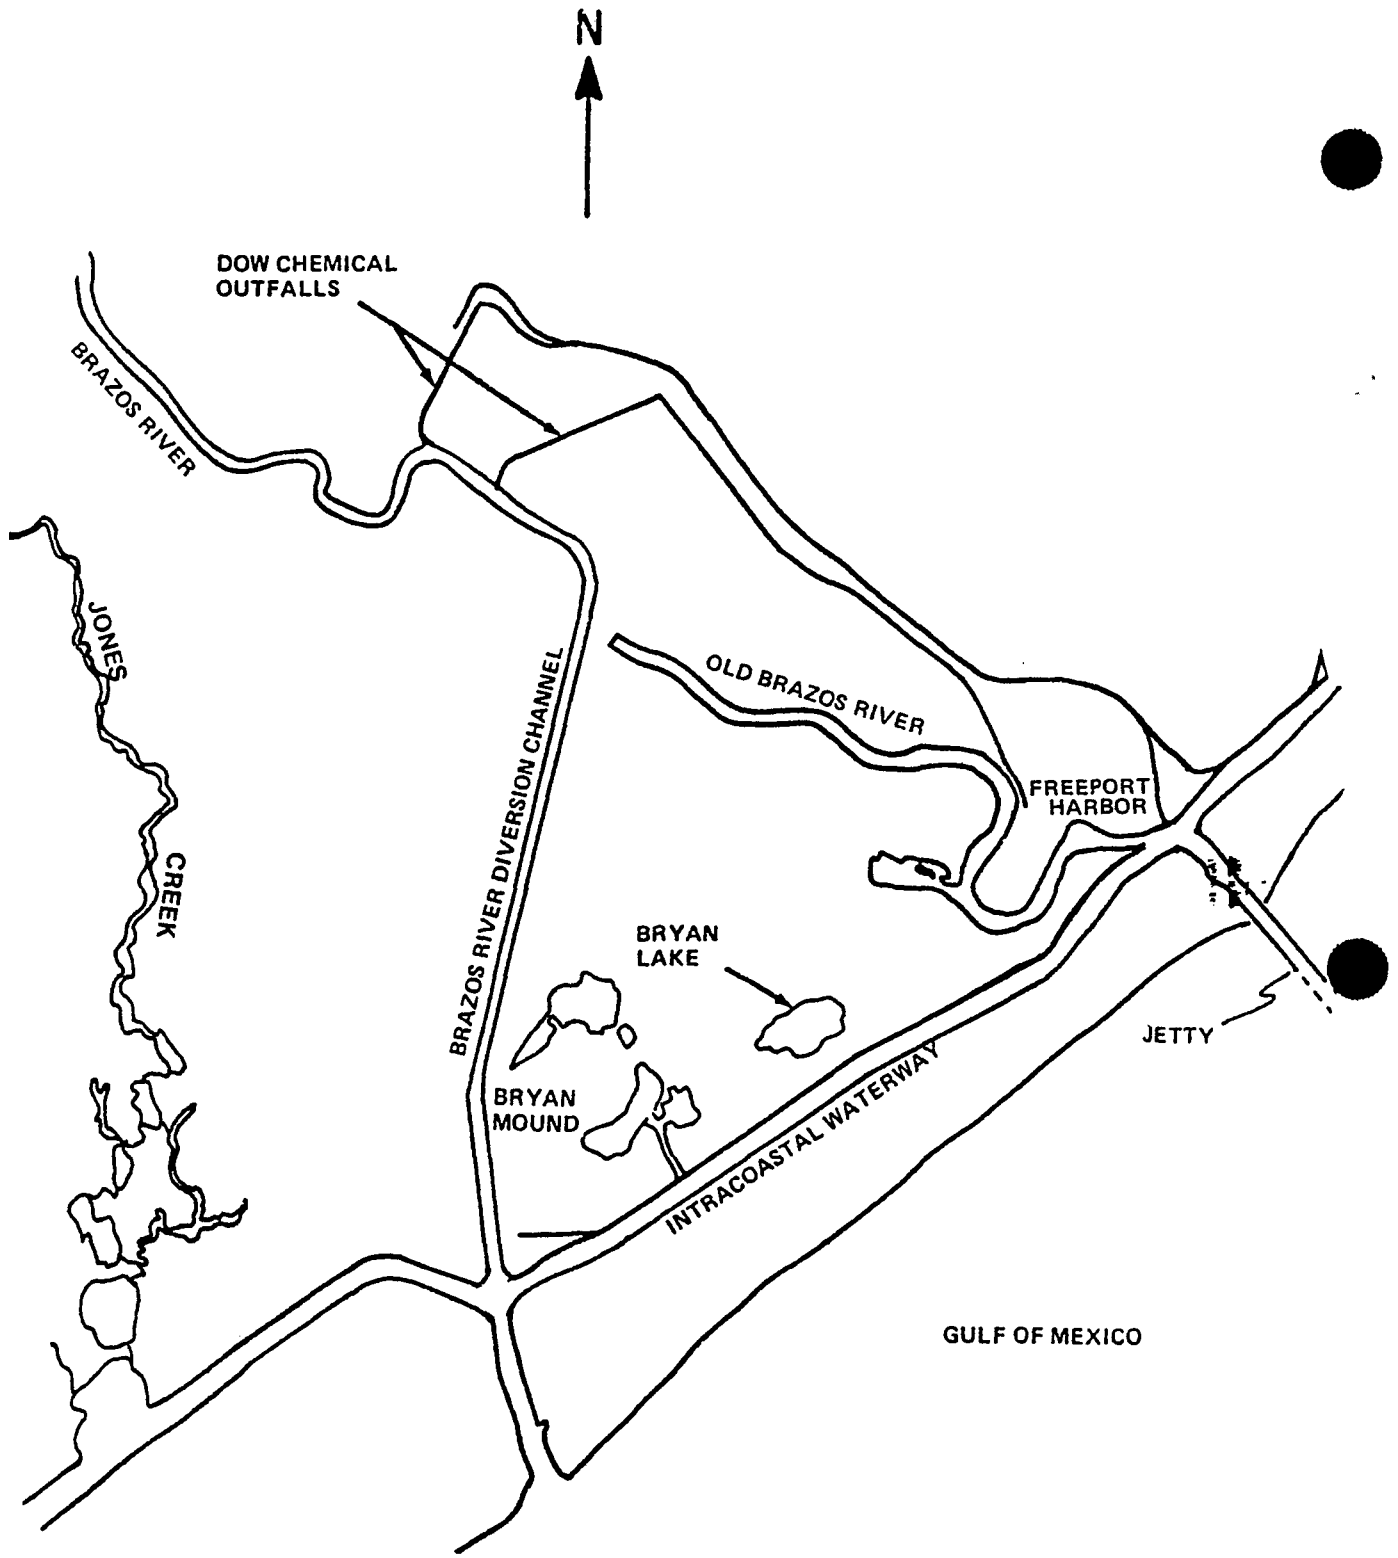 N
DOW CHEMICAL
OUTFALLS
BRAZOS RIVER
JONES
CREEK
BRAZOS RIVER DIVERSION CHANNEL
OLD BRAZOS RIVER
FREEPORT
HARBOR
BRYAN
LAKE
JETTY
BRYAN
MOUND
INTRACOASTAL WATERWAY
GULF OF MEXICO